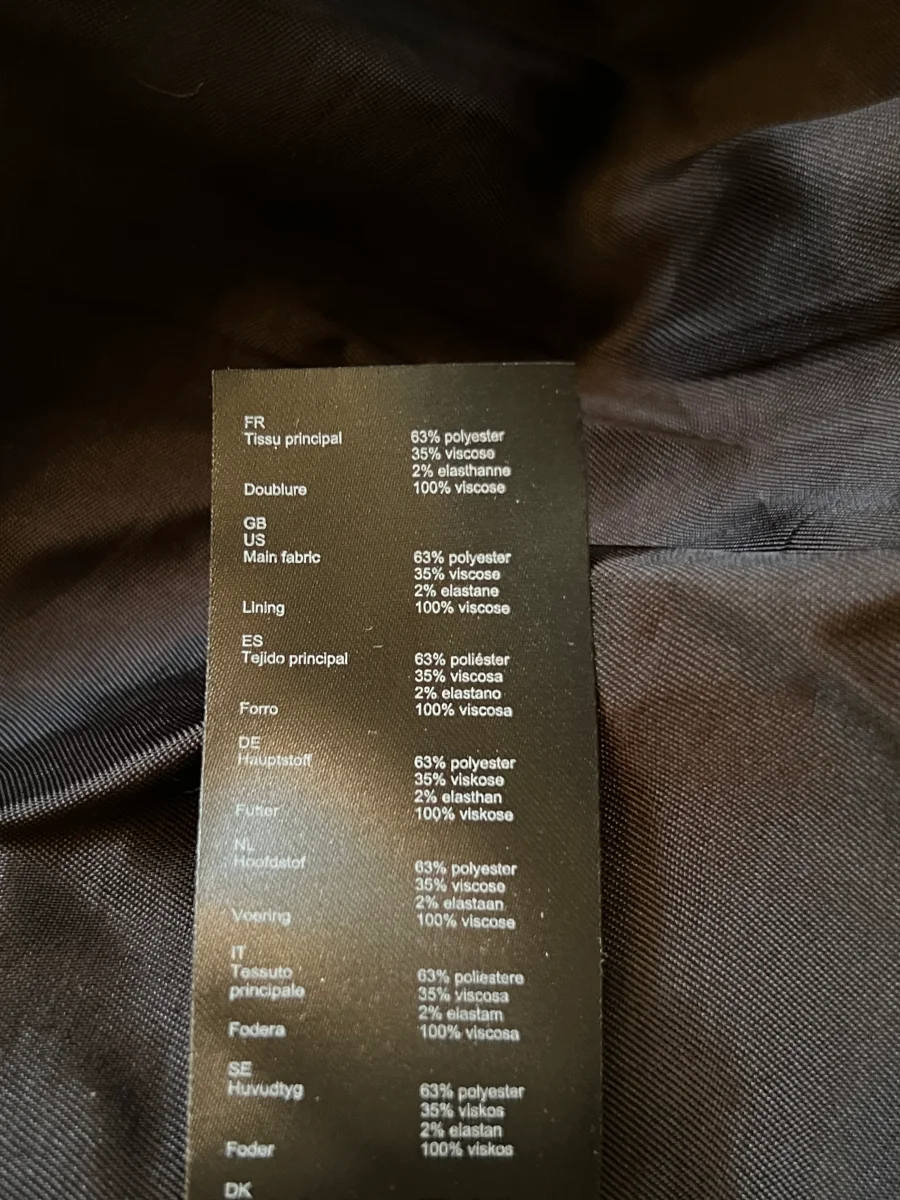 FR
Tissu principal 63% polyester
35% viscose
2% elasthanne
Doublure 100% viscose
GB
US
Main fabric 63% polyester
35% viscose
2% elastane
Lining 100% viscose
ES
Tejido principal 63% poliéster
35% viscosa
2% elastano
Forro 100% viscosa
DE
Hauptstoff 63% polyester
35% viskose
2% elasthan
Futter 100% viskose
NL
Hoofdstof 63% polyester
35% viscose
2% elastaan
Voering 100% viscose
IT
Tessuto 63% poliestere
principale 35% viscosa
2% elastam
Fodera 100% viscosa
SE
Huvudtyg 63% polyester
35% viskos
2% elastan
Foder 100% viskos
DK